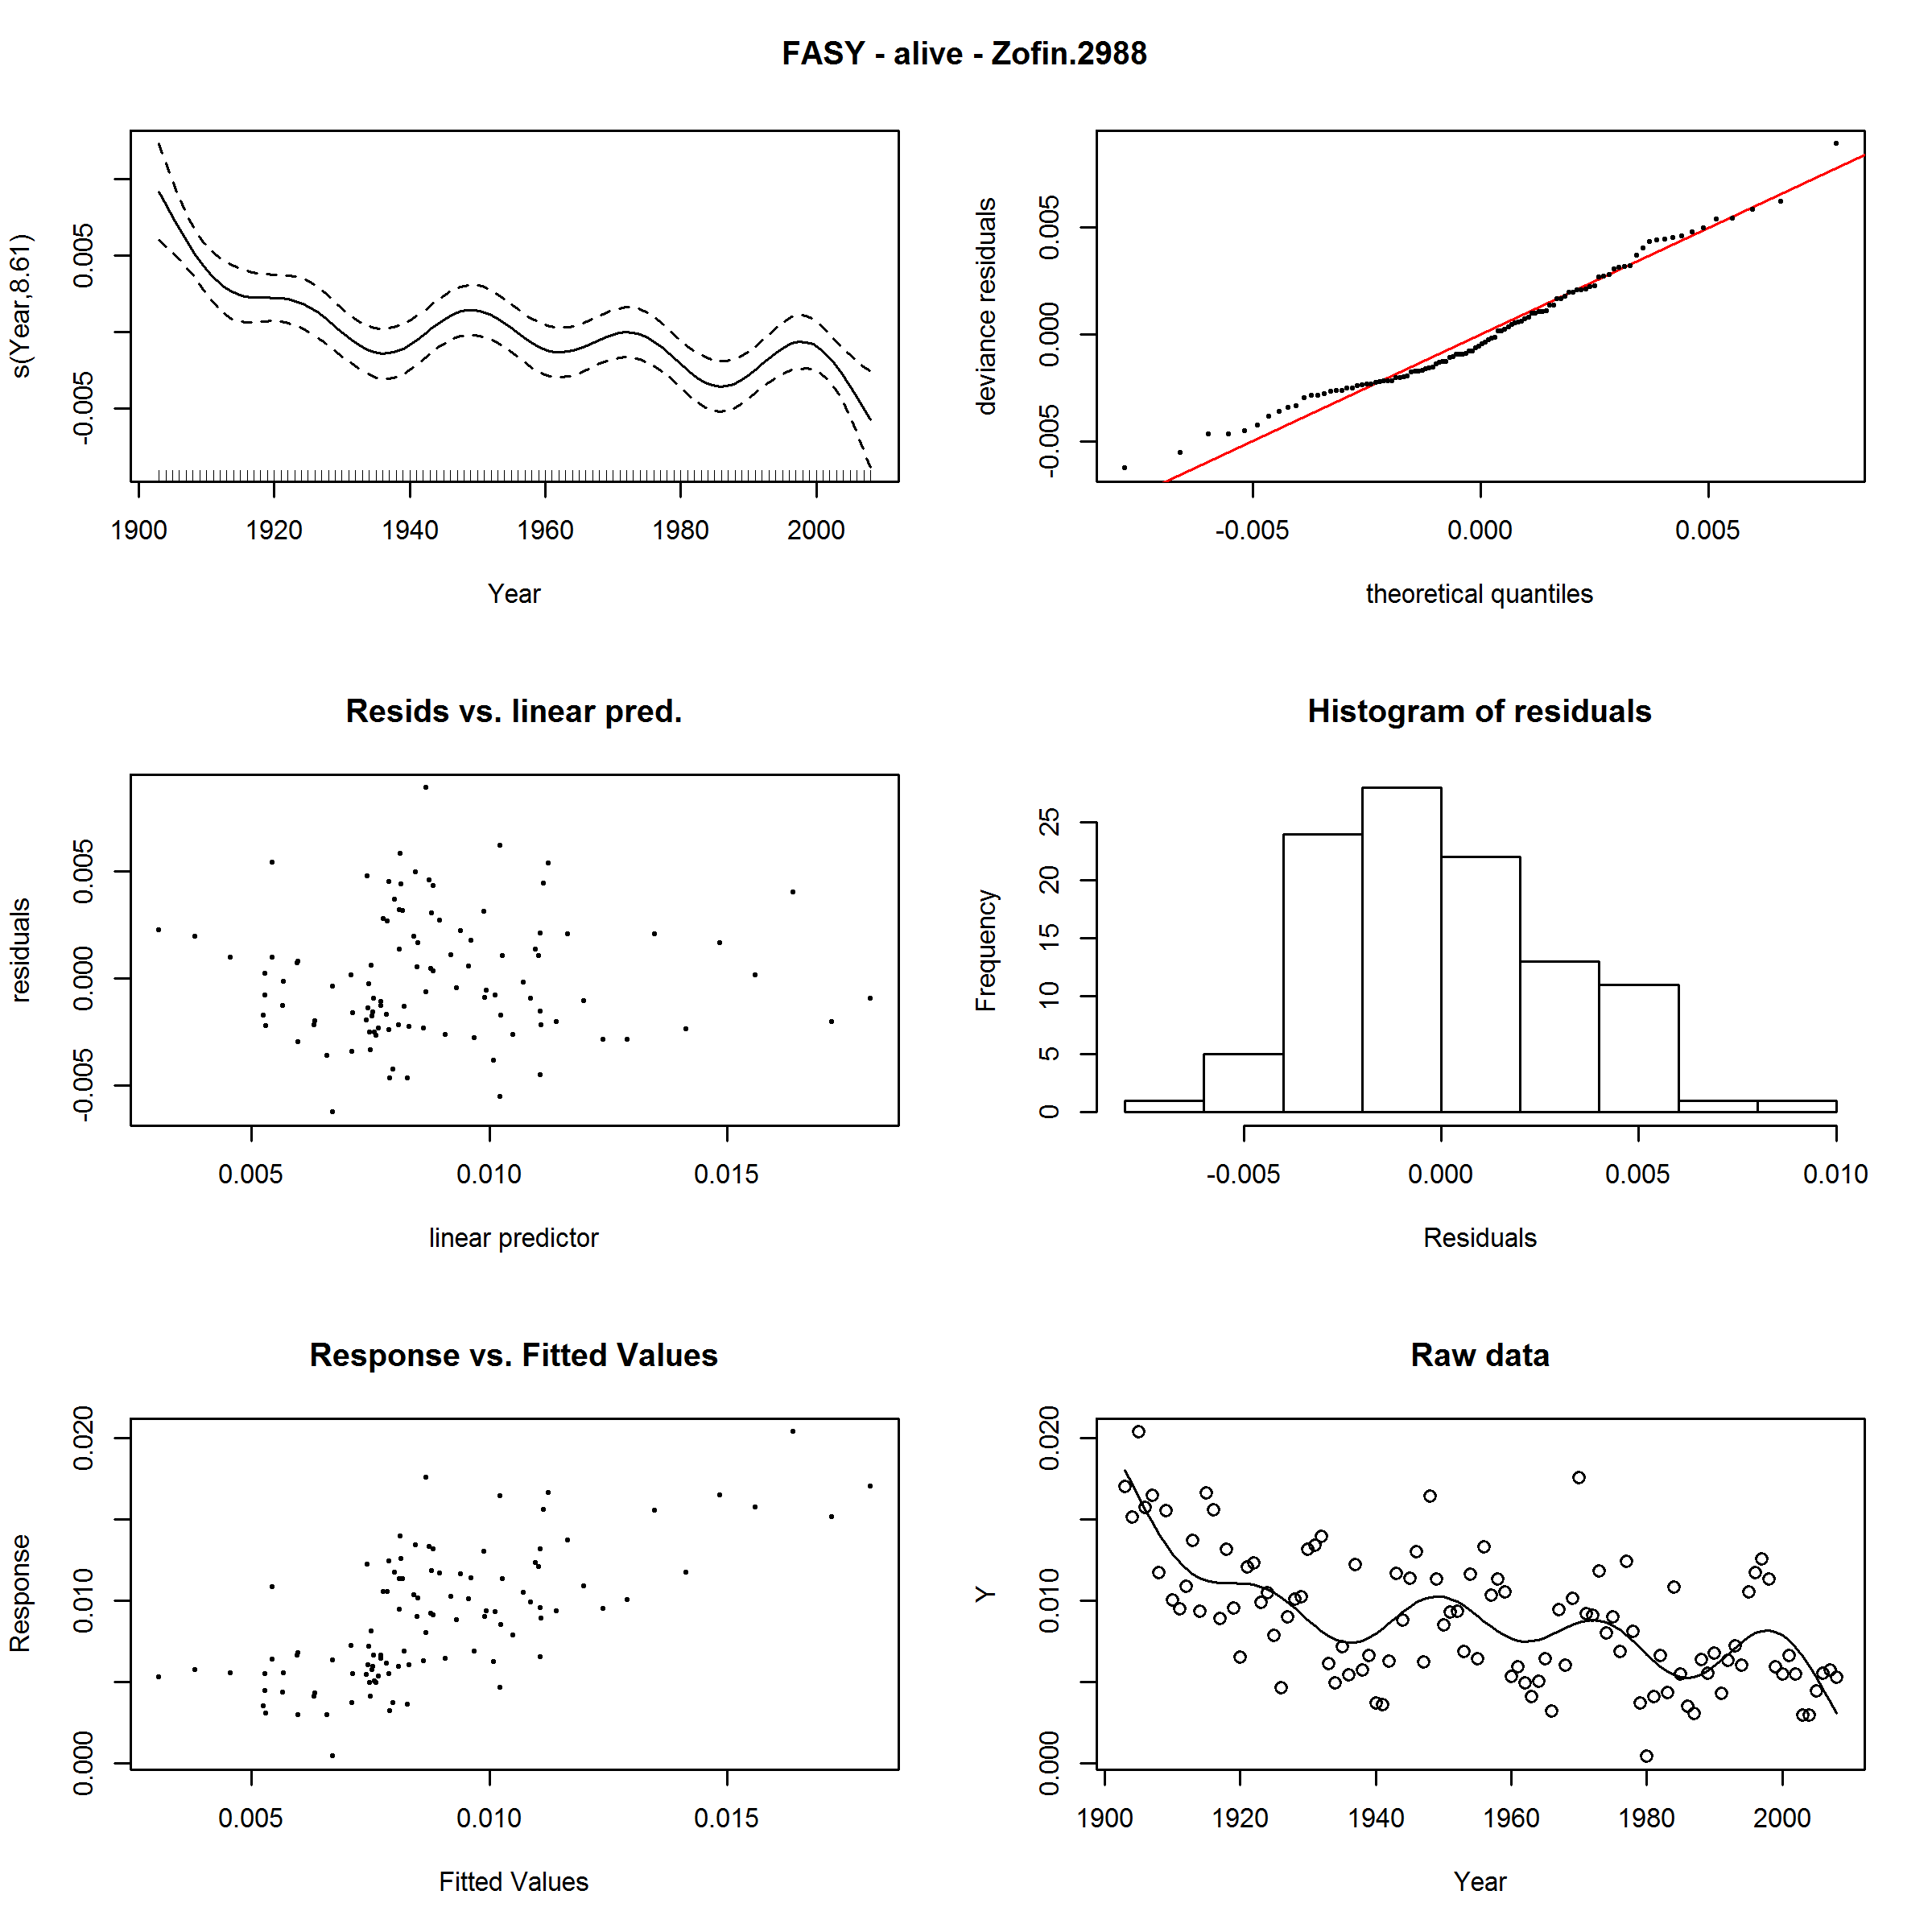 FASY - alive - Zofin.2988
s(Year,8.61)
0.005
-0.005
1900 1920 1940 1960 1980 2000
Year
deviance residuals
0.005
0.000
-0.005
-0.005 0.000 0.005
theoretical quantiles
Resids vs. linear pred.
residuals
0.005
0.000
-0.005
0.005 0.010 0.015
linear predictor
Histogram of residuals
Frequency
25
20
15
10
5
0
-0.005 0.000 0.005 0.010
Residuals
Response vs. Fitted Values
Response
0.020
0.010
0.000
0.005 0.010 0.015
Fitted Values
Raw data
Y
0.020
0.010
0.000
1900 1920 1940 1960 1980 2000
Year